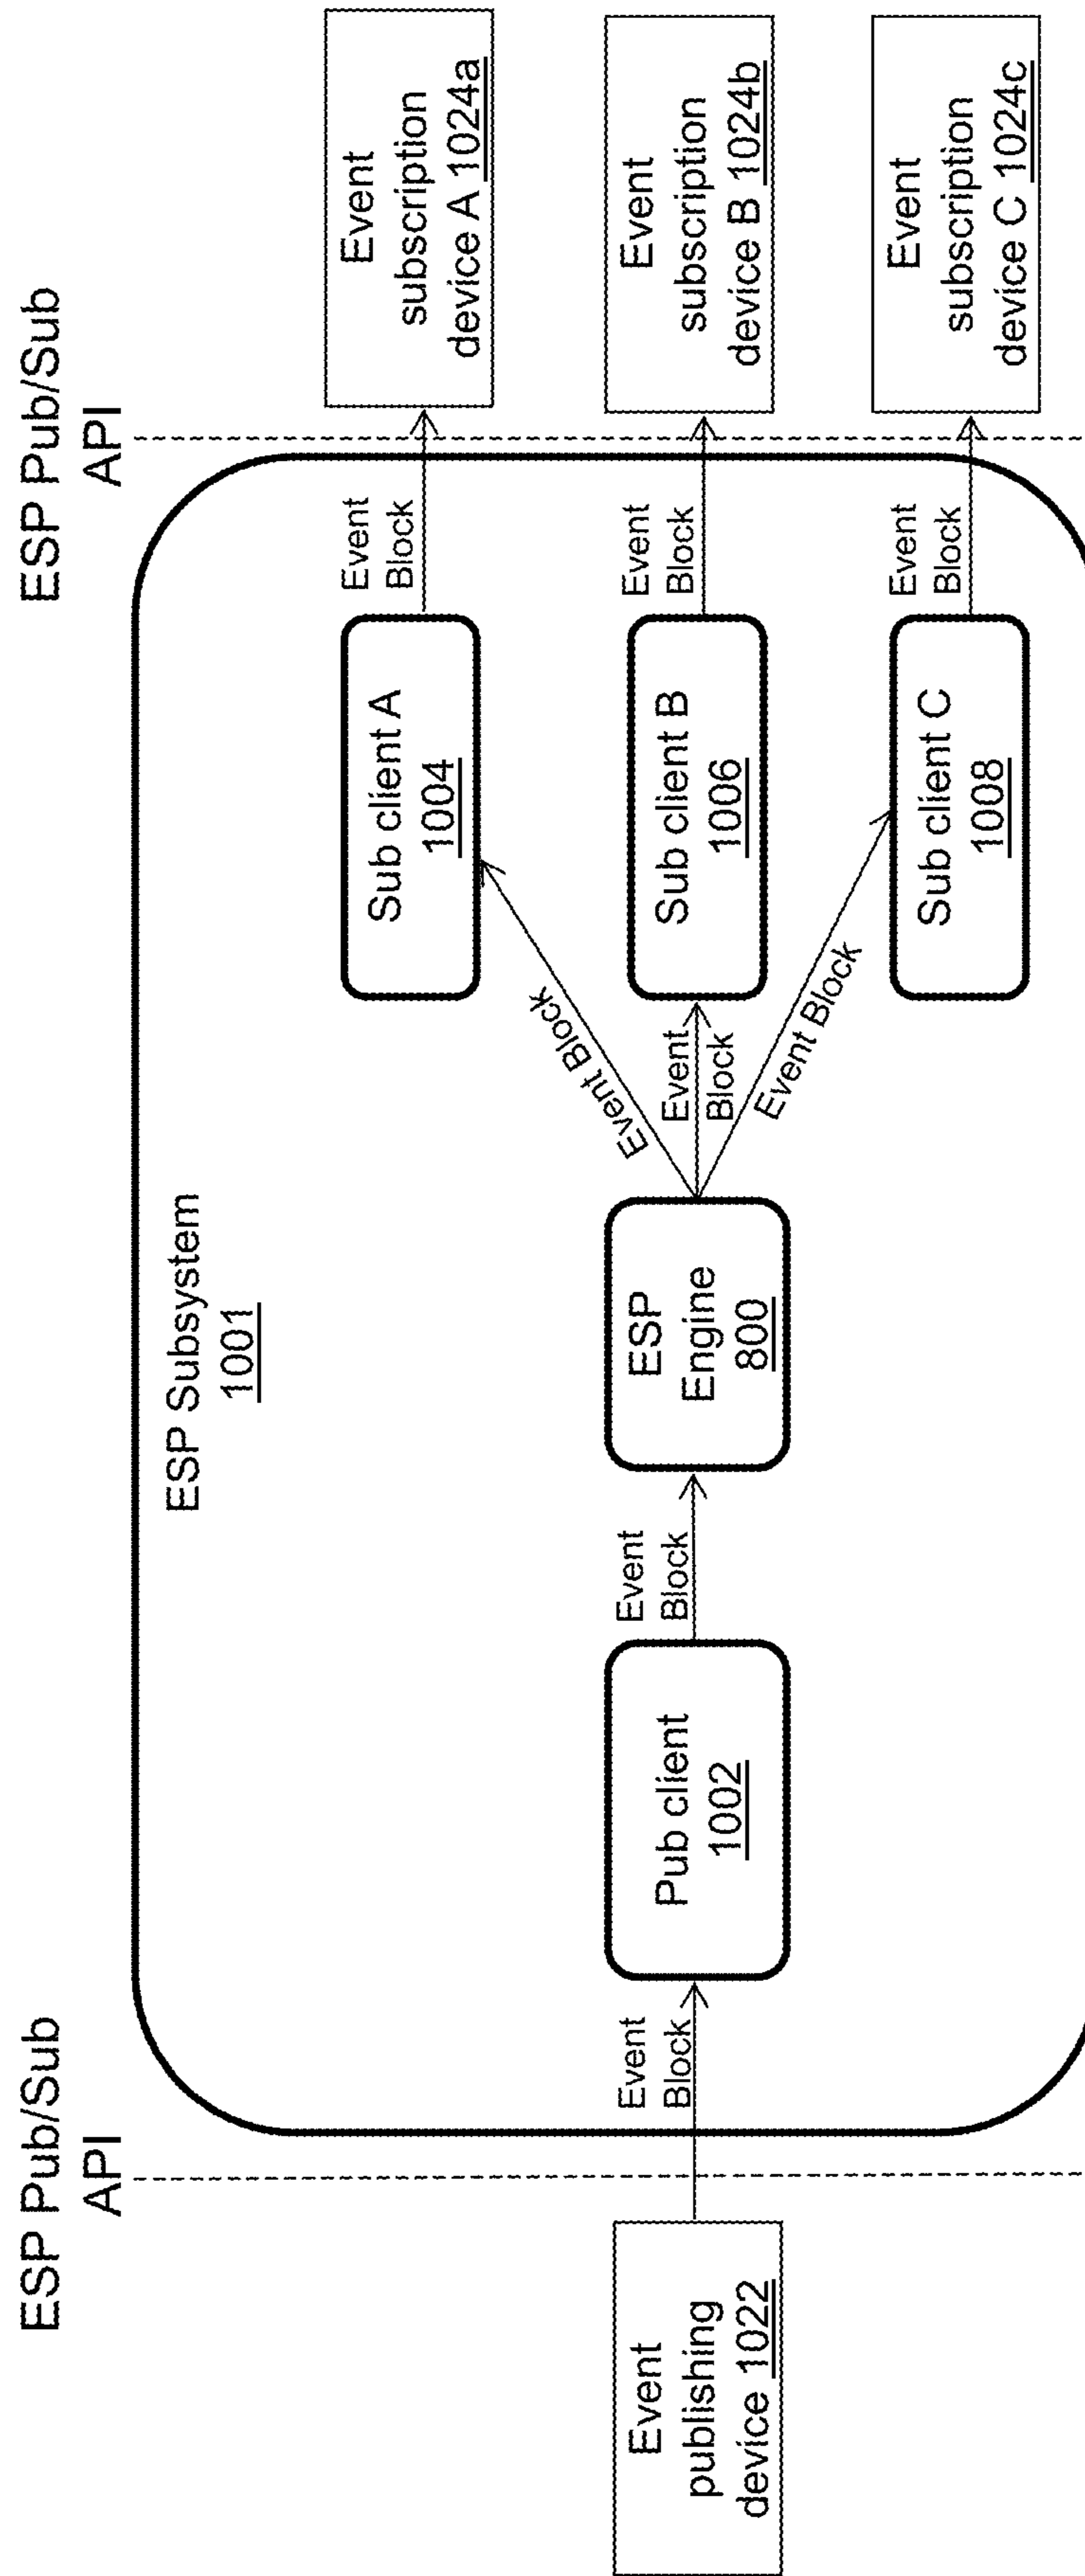 ESP Pub/Sub
API
ESP Pub/Sub
API
ESP Subsystem
1001
Event
publishing
device 1022
Event
Block
Pub client
1002
Event
Block
ESP
Engine
800
Event Block
Event
Block
Event Block
Sub client A
1004
Sub client B
1006
Sub client C
1008
Event
Block
Event
Block
Event
Block
Event
subscription
device A 1024a
Event
subscription
device B 1024b
Event
subscription
device C 1024c